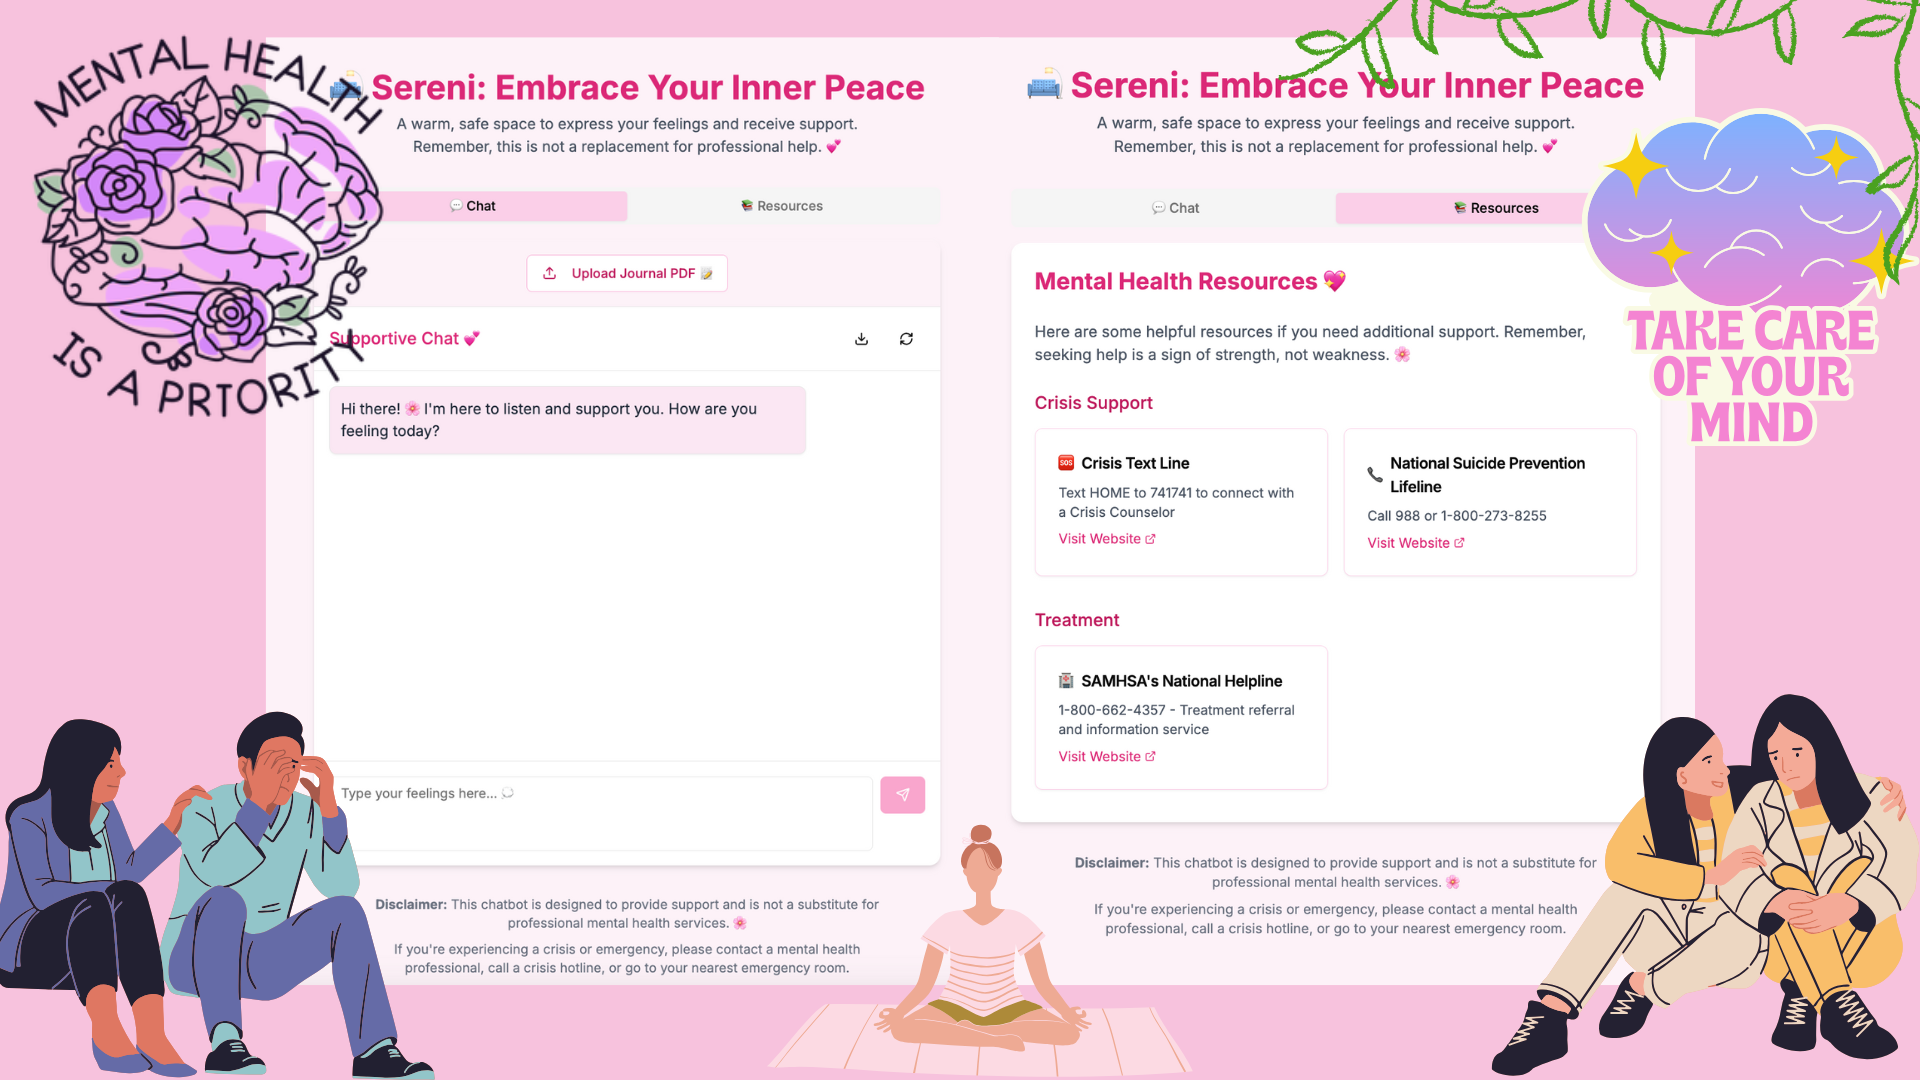 MENTAL HEALTH
IS A PRIORITY
Sereni: Embrace Your Inner Peace
A warm, safe space to express your feelings and receive support.
Remember, this is not a replacement for professional help. 💕
💬 Chat
📚 Resources
Upload Journal PDF 📝
Supportive Chat 💕
Hi there! 🌸 I'm here to listen and support you. How are you
feeling today?
Type your feelings here... 💭
Disclaimer: This chatbot is designed to provide support and is not a substitute for
professional mental health services. 🌸
If you're experiencing a crisis or emergency, please contact a mental health
professional, call a crisis hotline, or go to your nearest emergency room.
Sereni: Embrace Your Inner Peace
A warm, safe space to express your feelings and receive support.
Remember, this is not a replacement for professional help. 💕
💬 Chat
📚 Resources
Mental Health Resources 💖
Here are some helpful resources if you need additional support. Remember,
seeking help is a sign of strength, not weakness. 🌸
Crisis Support
🆘 Crisis Text Line
Text HOME to 741741 to connect with
a Crisis Counselor
Visit Website
📞 National Suicide Prevention
Lifeline
Call 988 or 1-800-273-8255
Visit Website
Treatment
🏥 SAMHSA's National Helpline
1-800-662-4357 - Treatment referral
and information service
Visit Website
Disclaimer: This chatbot is designed to provide support and is not a substitute for
professional mental health services. 🌸
If you're experiencing a crisis or emergency, please contact a mental health
professional, call a crisis hotline, or go to your nearest emergency room.
TAKE CARE
OF YOUR
MIND